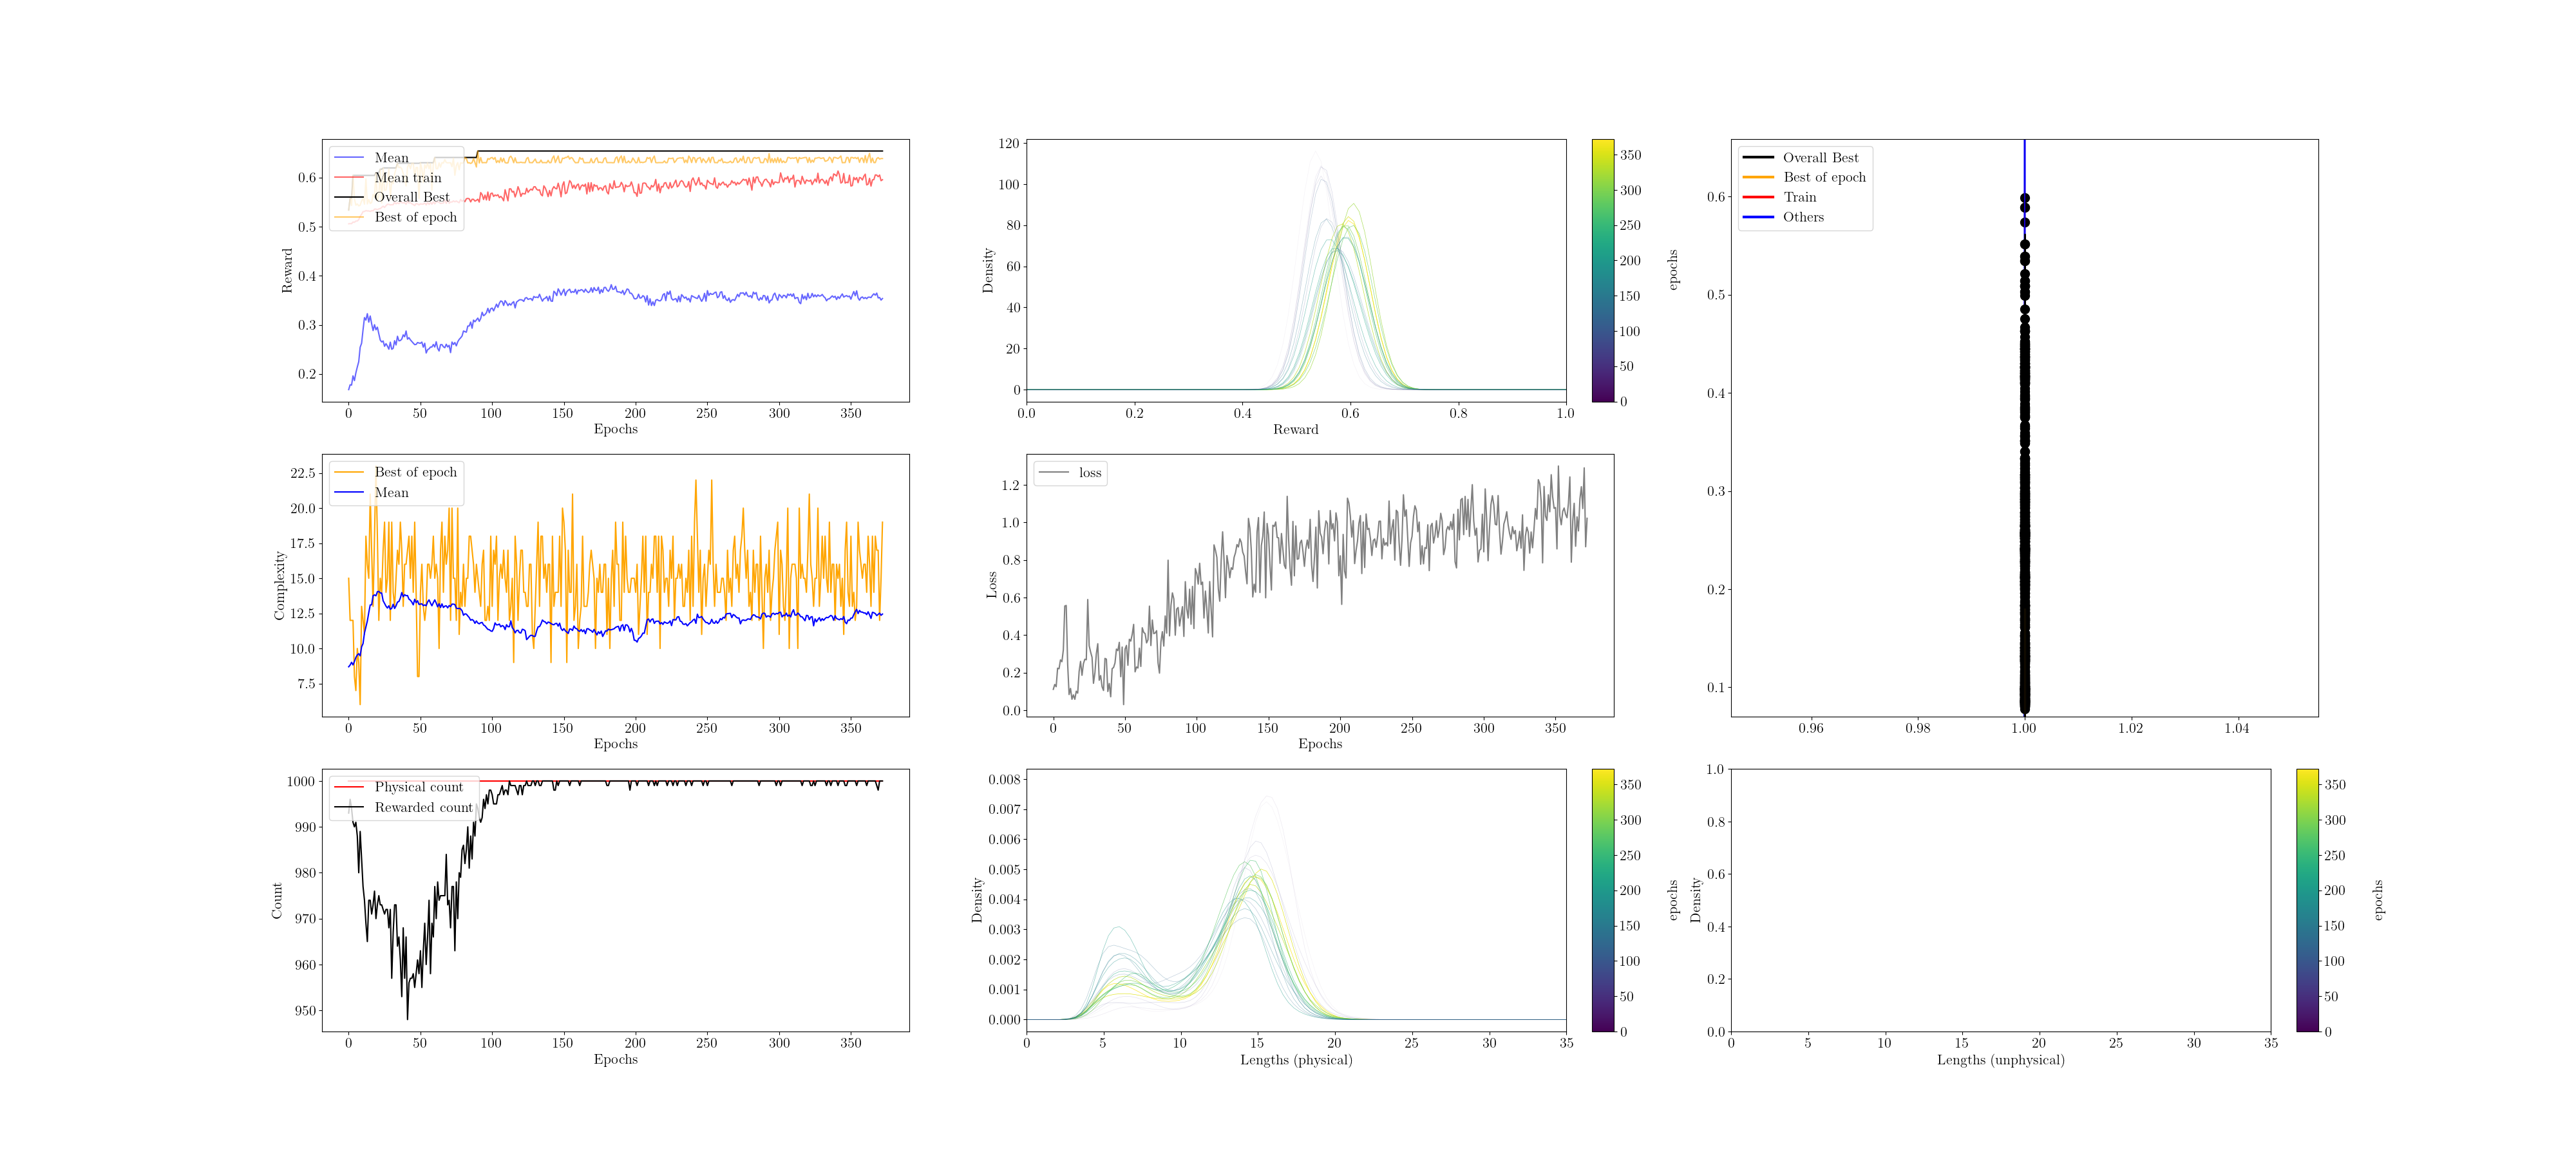 Mean
Mean train
Overall Best
Best of epoch
0.6
0.5
0.4
0.3
0.2
Reward
0 50 100 150 200 250 300 350
Epochs
120
100
80
60
40
20
0
Density
0.0 0.2 0.4 0.6 0.8 1.0
Reward
350
300
250
200
150
100
50
0
epochs
Overall Best
Best of epoch
Train
Others
0.6
0.5
0.4
0.3
0.2
0.1
0.96 0.98 1.00 1.02 1.04
Best of epoch
Mean
22.5
20.0
17.5
15.0
12.5
10.0
7.5
Complexity
0 50 100 150 200 250 300 350
Epochs
loss
1.2
1.0
0.8
0.6
0.4
0.2
0.0
Loss
0 50 100 150 200 250 300 350
Epochs
Physical count
Rewarded count
1000
990
980
970
960
950
Count
0 50 100 150 200 250 300 350
Epochs
0.008
0.007
0.006
0.005
0.004
0.003
0.002
0.001
0.000
Density
0 5 10 15 20 25 30 35
Lengths (physical)
350
300
250
200
150
100
50
0
epochs
1.0
0.8
0.6
0.4
0.2
0.0
Density
0 5 10 15 20 25 30 35
Lengths (unphysical)
350
300
250
200
150
100
50
0
epochs